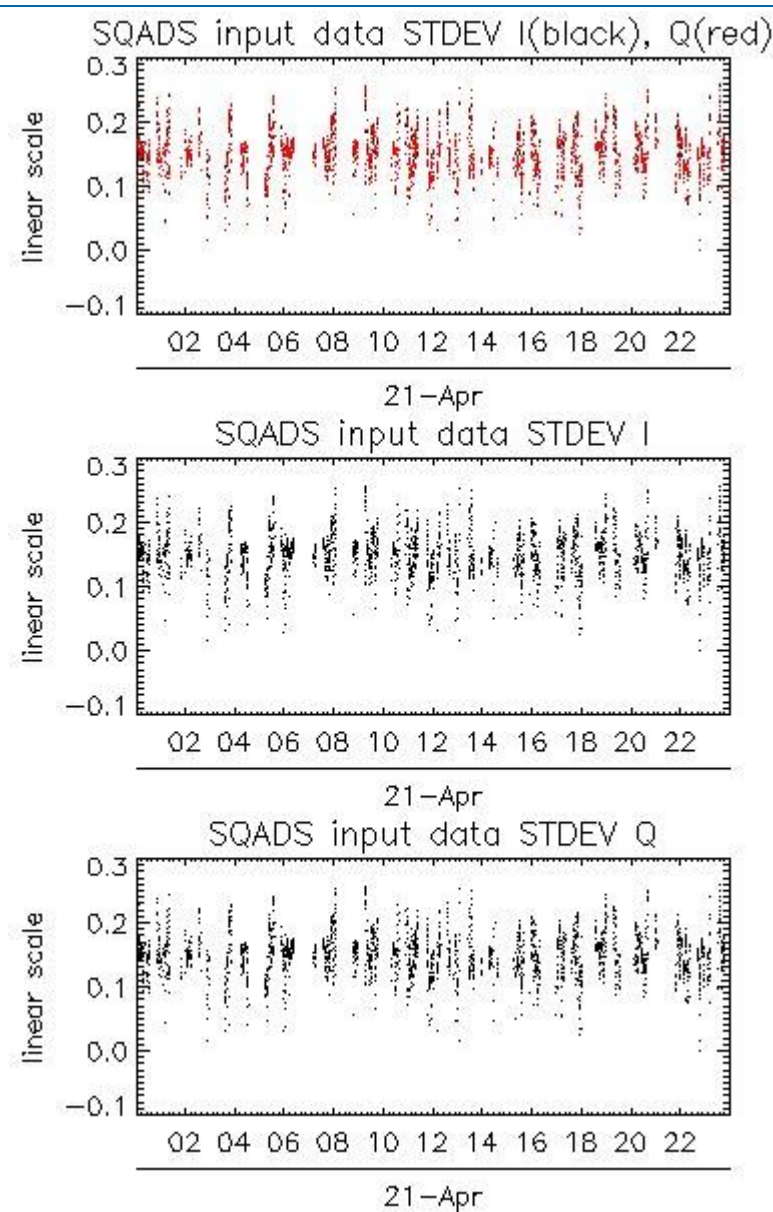 SQADS input data STDEV I(black), Q(red)
0.3
0.2
0.1
0.0
-0.1
linear scale
02 04 06 08 10 12 14 16 18 20 22
21-Apr
SQADS input data STDEV I
0.3
0.2
0.1
0.0
-0.1
linear scale
02 04 06 08 10 12 14 16 18 20 22
21-Apr
SQADS input data STDEV Q
0.3
0.2
0.1
0.0
-0.1
linear scale
02 04 06 08 10 12 14 16 18 20 22
21-Apr